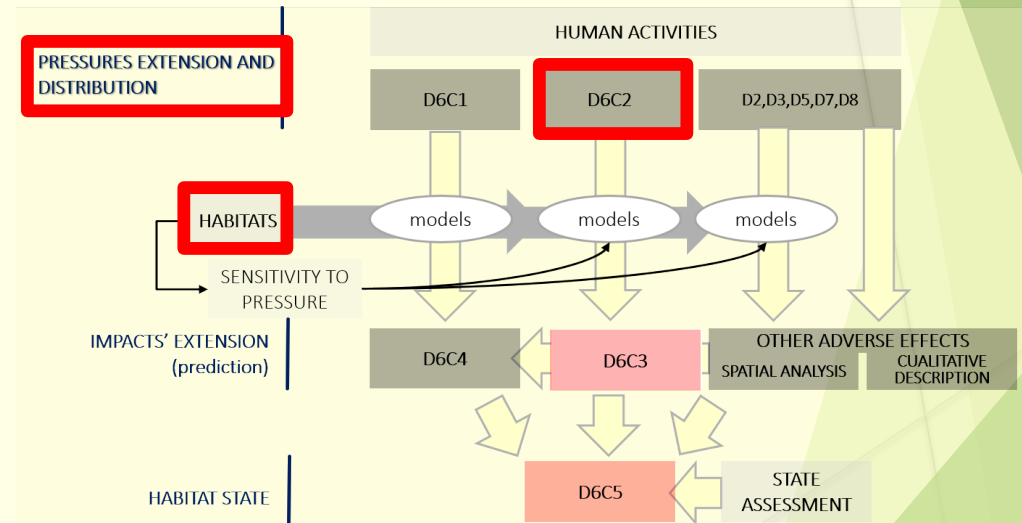 HUMAN ACTIVITIES
PRESSURES EXTENSION AND
DISTRIBUTION
D6C1
D6C2
D2,D3,D5,D7,D8
HABITATS
models
models
models
SENSITIVITY TO
PRESSURE
IMPACTS’ EXTENSION
(prediction)
D6C4
D6C3
OTHER ADVERSE EFFECTS
SPATIAL ANALYSIS
CUALITATIVE
DESCRIPTION
HABITAT STATE
D6C5
STATE
ASSESSMENT